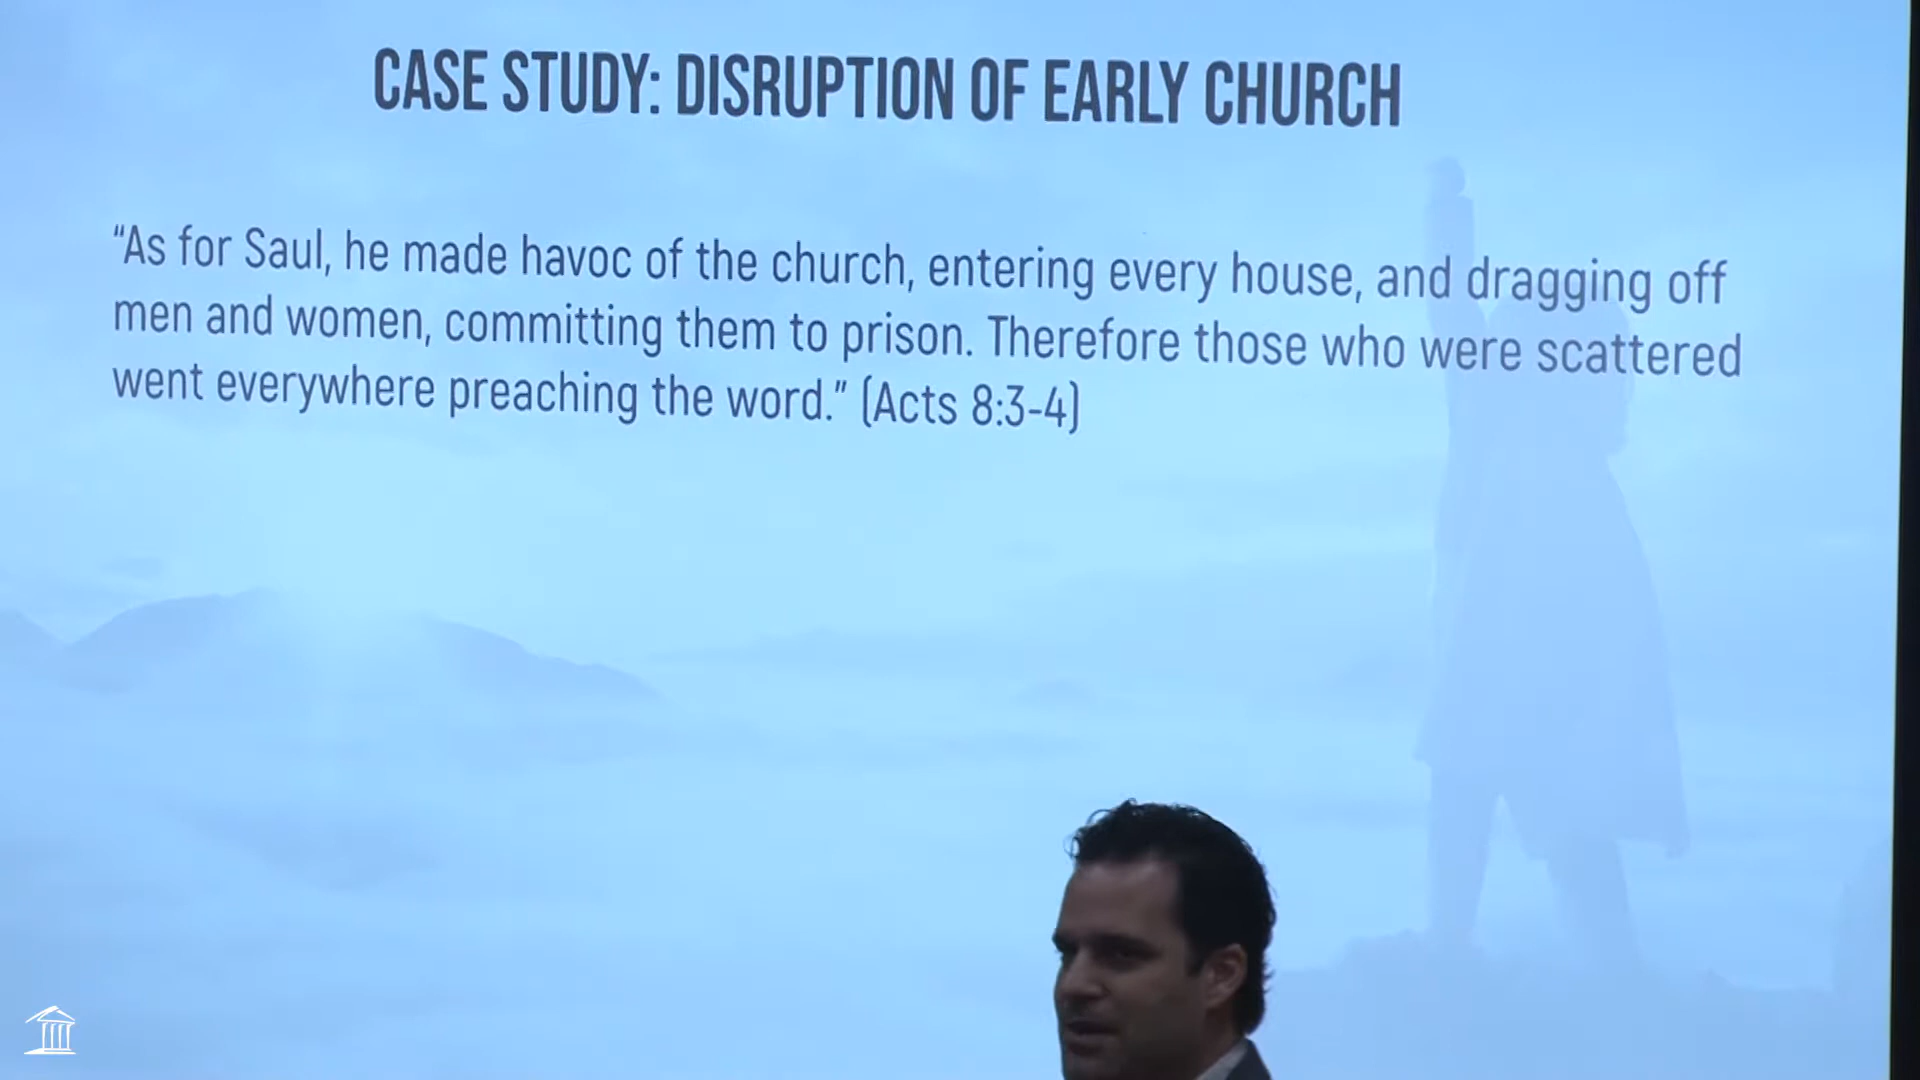 CASE STUDY: DISRUPTION OF EARLY CHURCH
“As for Saul, he made havoc of the church, entering every house, and dragging off
men and women, committing them to prison. Therefore those who were scattered
went everywhere preaching the word.” (Acts 8:3-4)